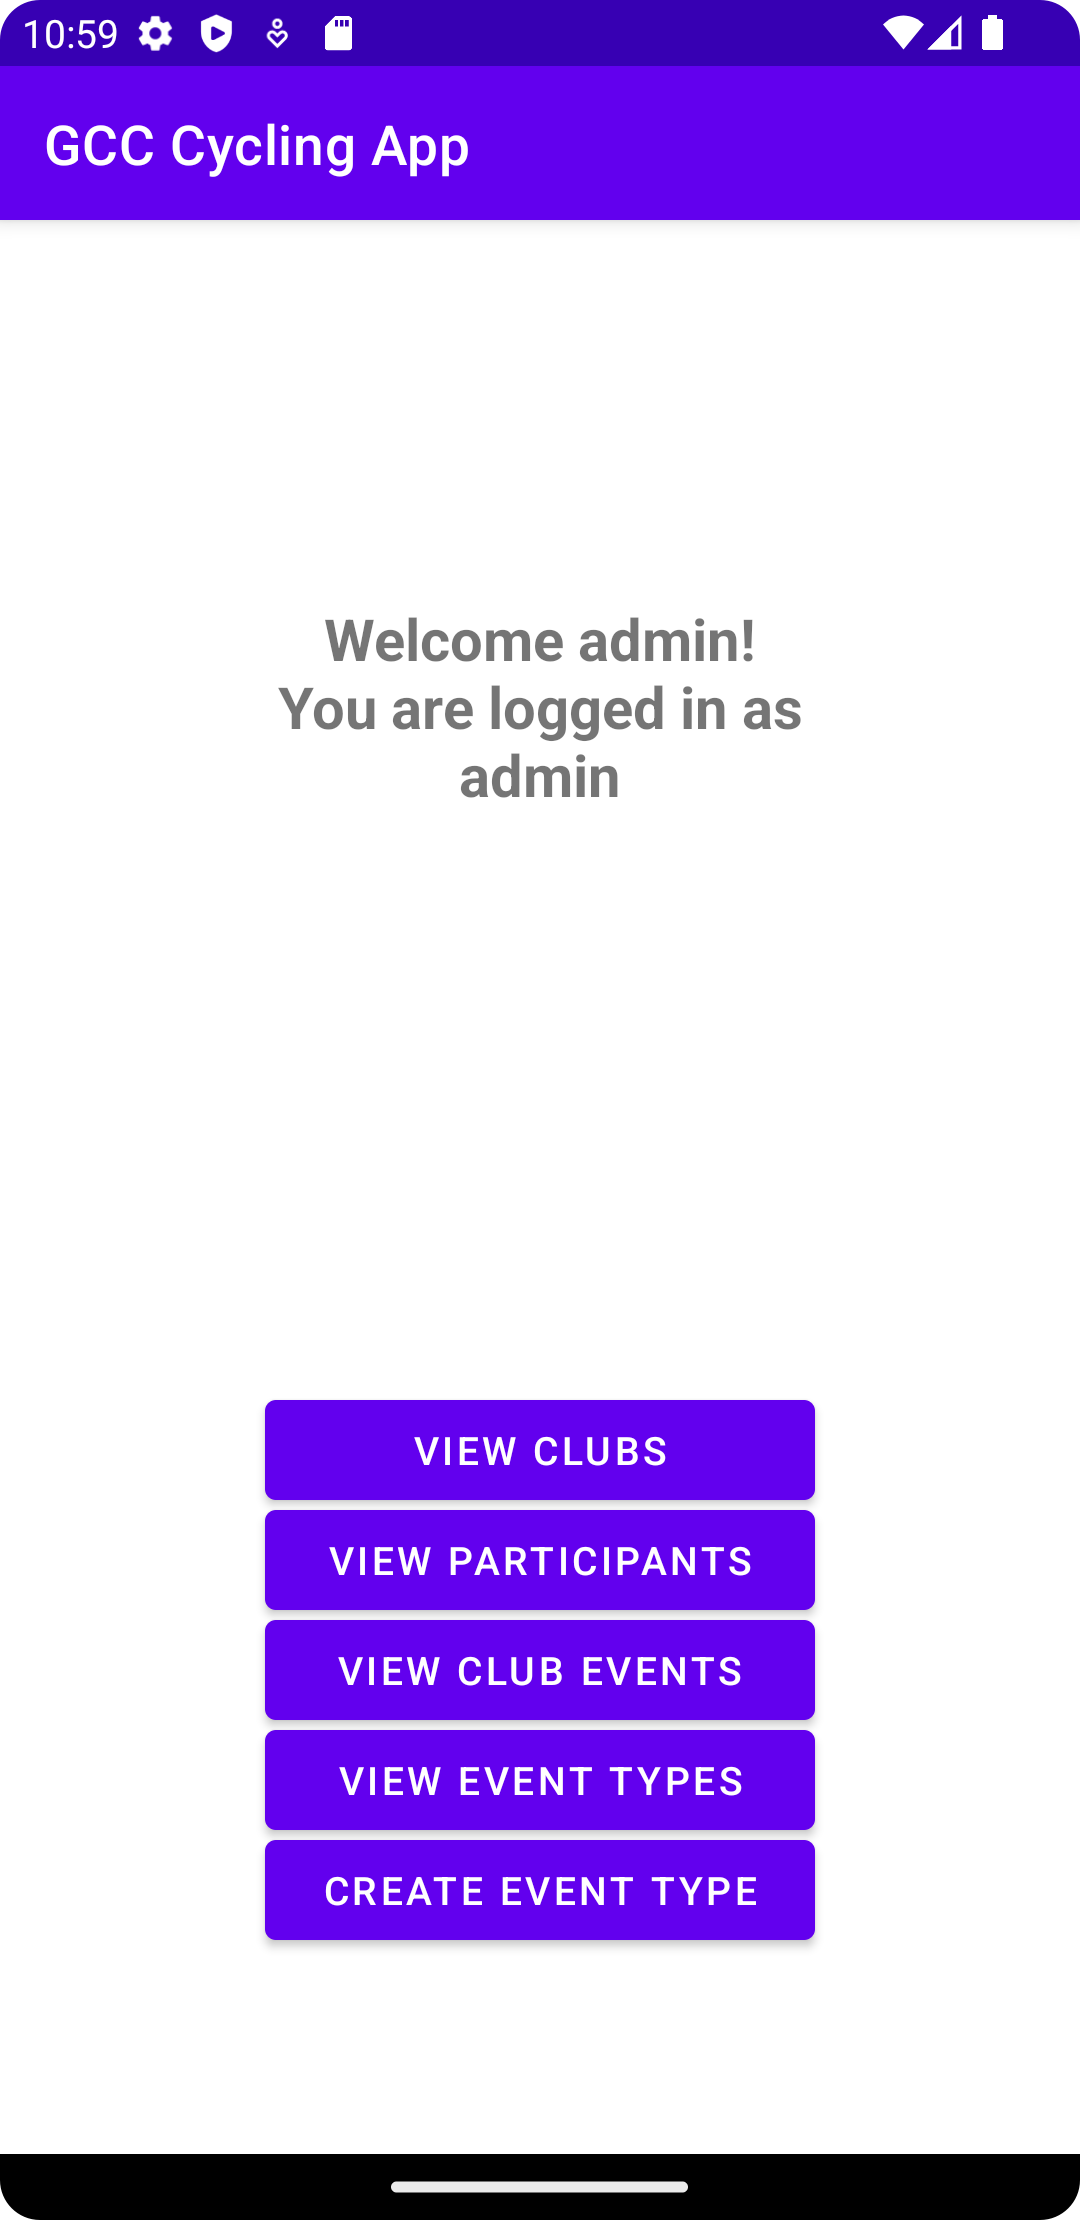 10:59
GCC Cycling App
Welcome admin!
You are logged in as
admin
VIEW CLUBS
VIEW PARTICIPANTS
VIEW CLUB EVENTS
VIEW EVENT TYPES
CREATE EVENT TYPE